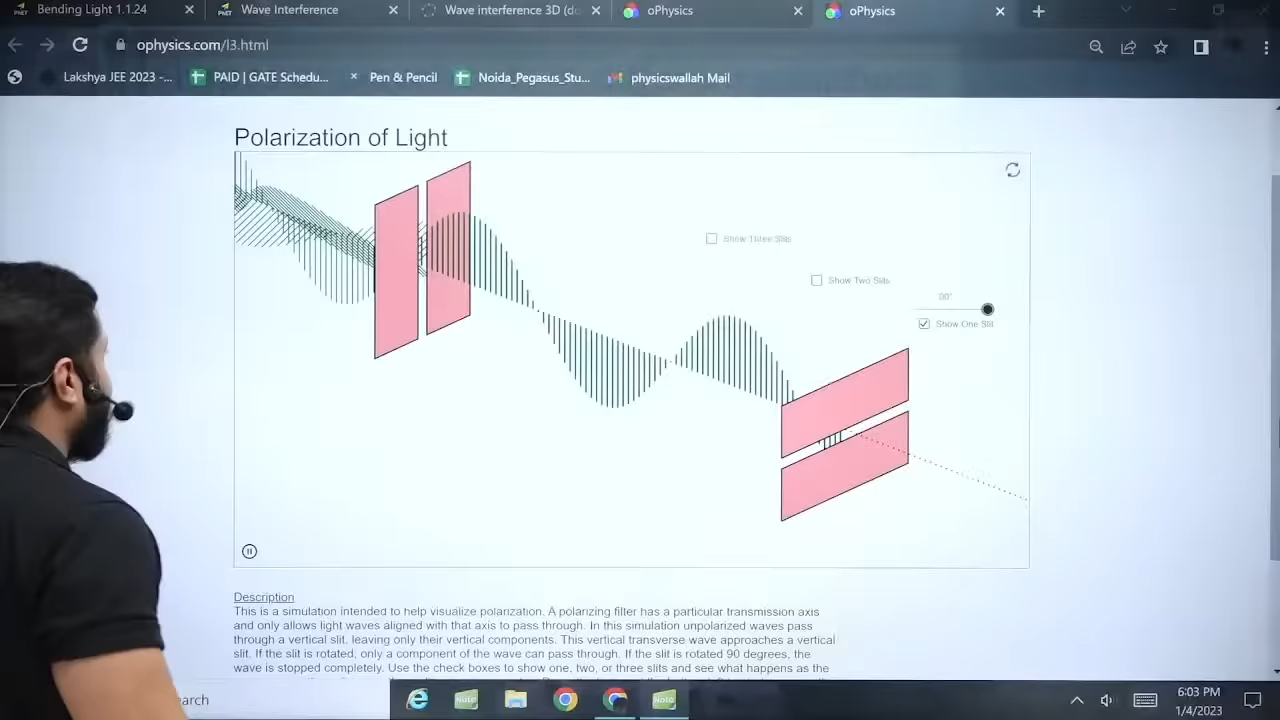 Bending Light 1.1.24
Wave Interference
Wave interference 3D (do
oPhysics
oPhysics
ophysics.com/l3.html
Lakshya JEE 2023 -...
PAID | GATE Schedu...
Pen & Pencil
Noida_Pegasus_Stu...
physicswallah Mail
Polarization of Light
Show Three Slits
Show Two Slits
Show One Slit
Description
This is a simulation intended to help visualize polarization. A polarizing filter has a particular transmission axis
and only allows light waves aligned with that axis to pass through. In this simulation unpolarized waves pass
through a vertical slit, leaving only their vertical components. This vertical transverse wave approaches a vertical
slit. If the slit is rotated, only a component of the wave can pass through. If the slit is rotated 90 degrees, the
wave is stopped completely. Use the check boxes to show one, two, or three slits and see what happens as the
arch
6:03 PM
1/4/2023